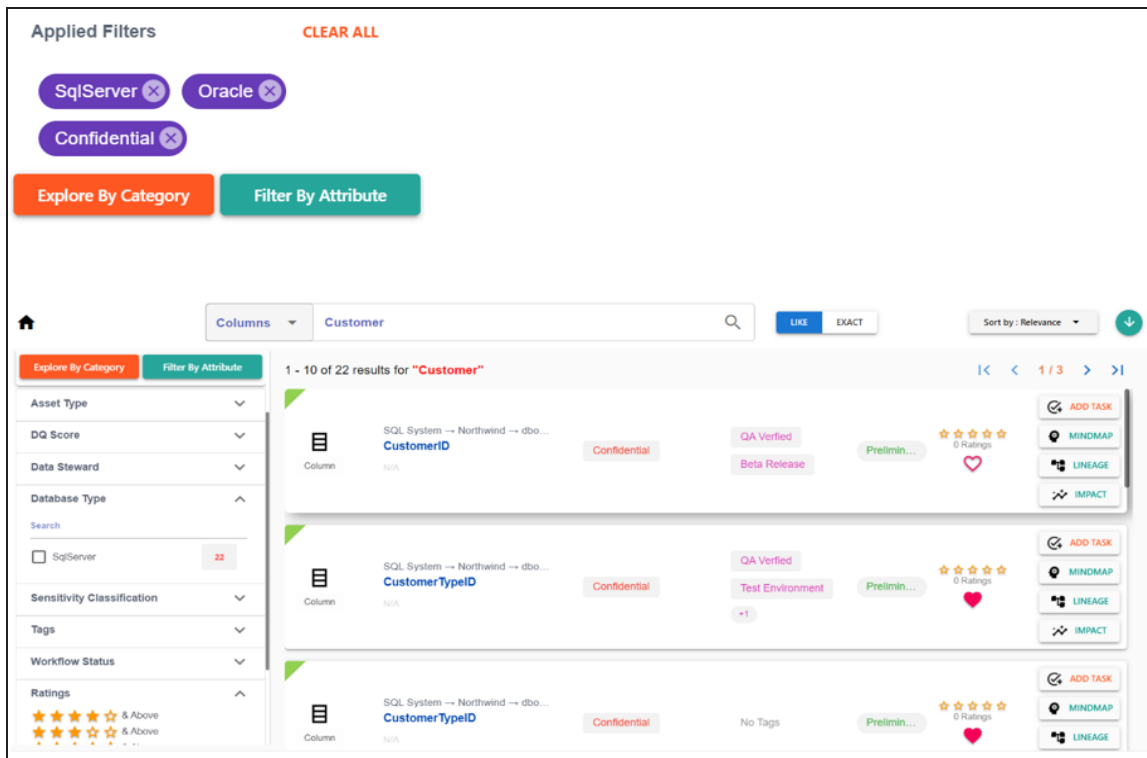 Applied Filters CLEAR ALL
SqlServer Oracle
Confidential
Explore By Category Filter By Attribute
Columns Customer LIKE EXACT Sort by : Relevance
Explore By Category Filter By Attribute
1 - 10 of 22 results for "Customer" 1 / 3
Asset Type
DQ Score
Data Steward
Database Type
Search
SqlServer 22
Sensitivity Classification
Tags
Workflow Status
Ratings
& Above
& Above
Column
SQL System → Northwind → dbo...
CustomerID
N/A
Confidential
QA Verfied
Beta Release
Prelimin...
0 Ratings
ADD TASK
MINDMAP
LINEAGE
IMPACT
Column
SQL System → Northwind → dbo...
CustomerTypeID
N/A
Confidential
QA Verfied
Test Environment
+1
Prelimin...
0 Ratings
ADD TASK
MINDMAP
LINEAGE
IMPACT
Column
SQL System → Northwind → dbo...
CustomerTypeID
N/A
Confidential
No Tags
Prelimin...
0 Ratings
ADD TASK
MINDMAP
LINEAGE